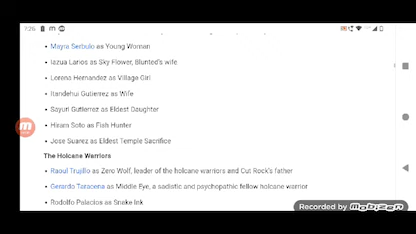 7:26
Mayra Serbulo as Young Woman
Iazua Larios as Sky Flower, Blunted's wife
Lorena Hernandez as Village Girl
Itandehui Gutierrez as Wife
Sayuri Gutierrez as Eldest Daughter
Hiram Soto as Fish Hunter
Jose Suarez as Eldest Temple Sacrifice
The Holcane Warriors
Raoul Trujillo as Zero Wolf, leader of the holcane warriors and Cut Rock's father
Gerardo Taracena as Middle Eye, a sadistic and psychopathic fellow holcane warrior
Rodolfo Palacios as Snake Ink
Recorded by Mobizen